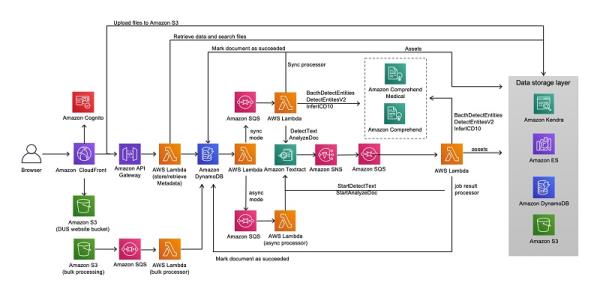 Upload files to Amazon S3
Retrieve data and search files
Mark document as succeeded
Assets
Sync processor
Data storage layer
BacthDetectEntities
DetectEntitesV2
InferICD10
Amazon Comprehend
Medical
Amazon Comprehend
BacthDetectEntities
DetectEntitesV2
InferICD10
Amazon Cognito
Amazon SQS
AWS Lambda
Amazon Kendra
sync
mode
DetectText
AnalyzeDoc
Browser
Amazon CloudFront
Amazon API
Gateway
AWS Lambda
(store/retrieve
Metadata)
Amazon
DynamoDB
AWS Lambda
Amazon Textract
Amazon SNS
Amazon SQS
AWS Lambda
assets
Amazon ES
async
mode
StartDetectText
StartAnalyzeDoc
job result
processor
Amazon DynamoDB
Amazon S3
(DUS website bucket)
Amazon SQS
AWS Lambda
(async processor)
Amazon S3
Amazon S3
(bulk processing)
Amazon SQS
AWS Lambda
(bulk processor)
Mark document as succeeded